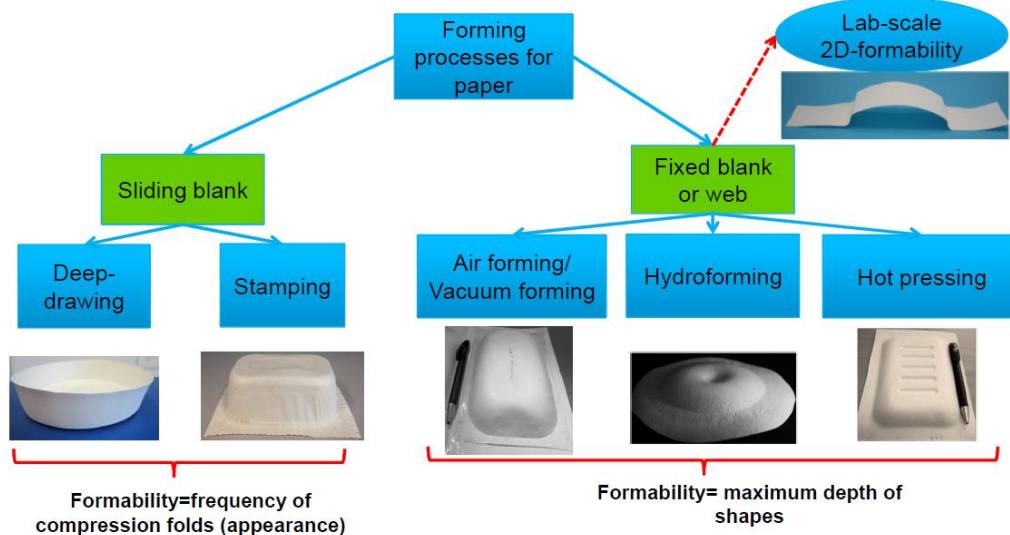 Forming
processes for
paper
Lab-scale
2D-formability
Sliding blank
Fixed blank
or web
Deep-
drawing
Stamping
Air forming/
Vacuum forming
Hydroforming
Hot pressing
Formability=frequency of
compression folds (appearance)
Formability= maximum depth of
shapes